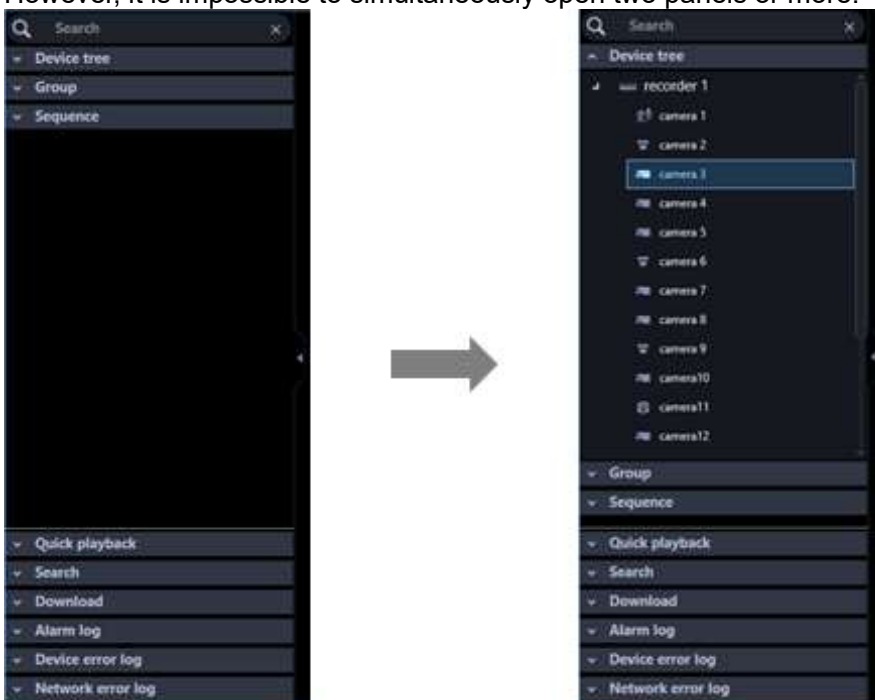 However, it is impossible to simultaneously open two panels or more.
Search
Device tree
Group
Sequence
Quick playback
Search
Download
Alarm log
Device error log
Network error log
Search
Device tree
recorder 1
camera 1
camera 2
camera 3
camera 4
camera 5
camera 6
camera 7
camera 8
camera 9
camera10
camera11
camera12
Group
Sequence
Quick playback
Search
Download
Alarm log
Device error log
Network error log